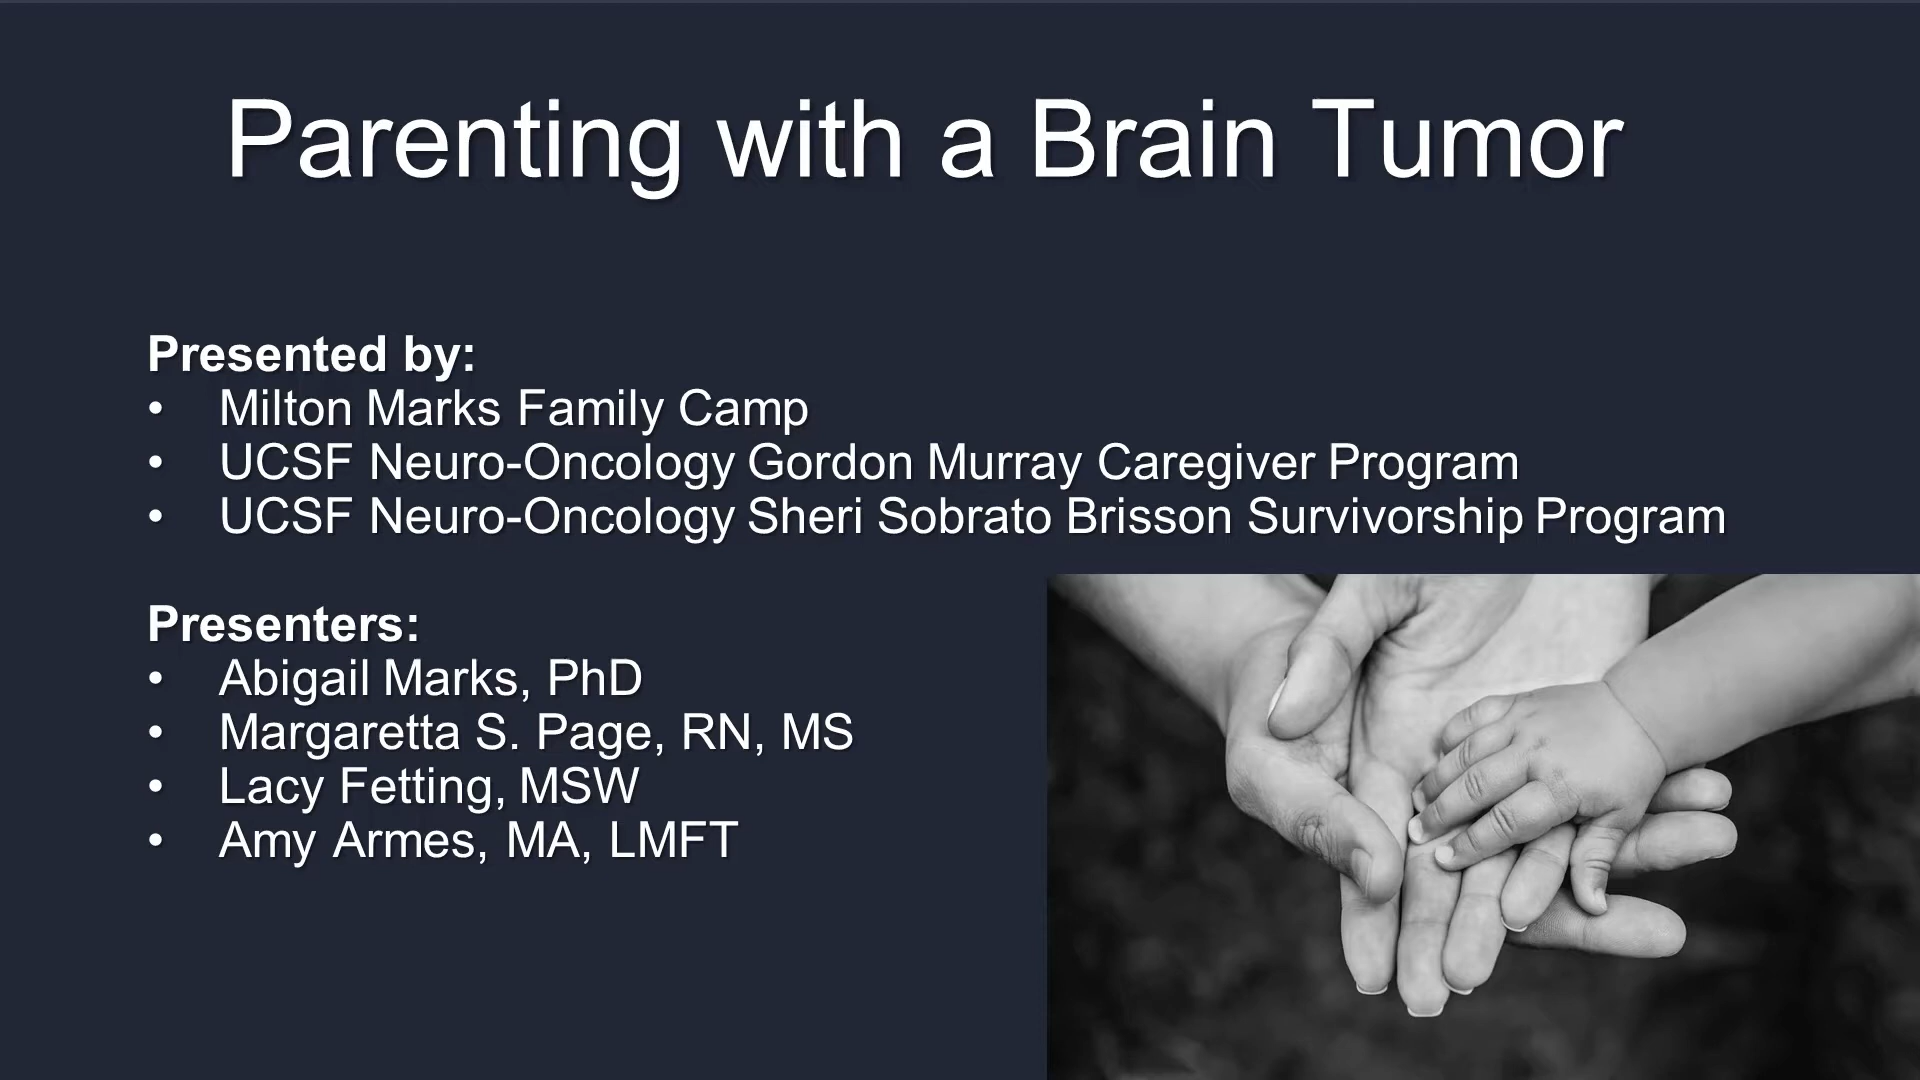 Parenting with a Brain Tumor
Presented by:
• Milton Marks Family Camp
• UCSF Neuro-Oncology Gordon Murray Caregiver Program
• UCSF Neuro-Oncology Sheri Sobrato Brisson Survivorship Program
Presenters:
• Abigail Marks, PhD
• Margaretta S. Page, RN, MS
• Lacy Fetting, MSW
• Amy Armes, MA, LMFT